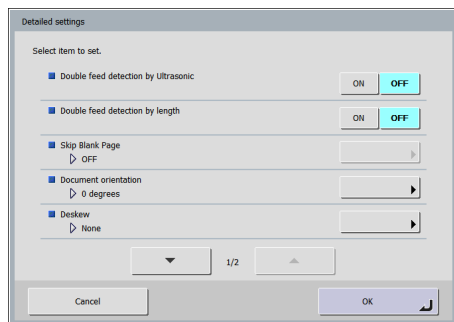 Detailed settings
Select item to set.
Double feed detection by Ultrasonic
ON OFF
Double feed detection by length
ON OFF
Skip Blank Page
OFF
Document orientation
0 degrees
Deskew
None
1/2
Cancel OK